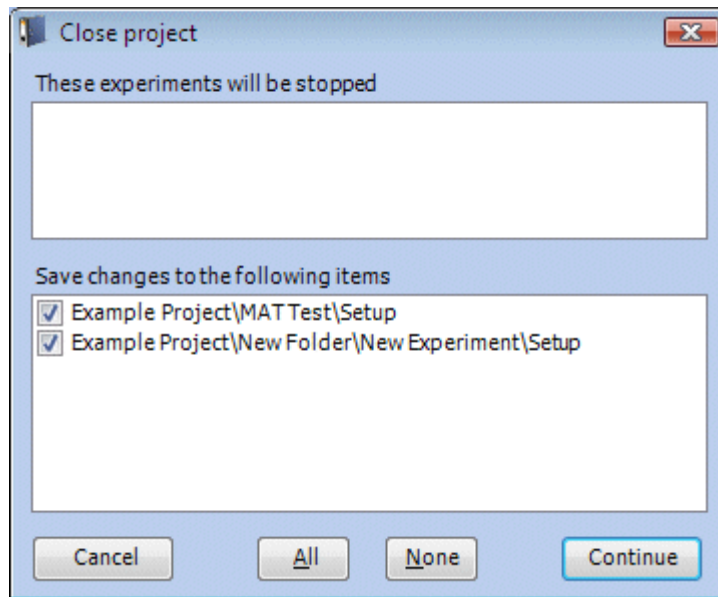 Close project
These experiments will be stopped
Save changes to the following items
Example Project\MAT Test\Setup
Example Project\New Folder\New Experiment\Setup
Cancel All None Continue